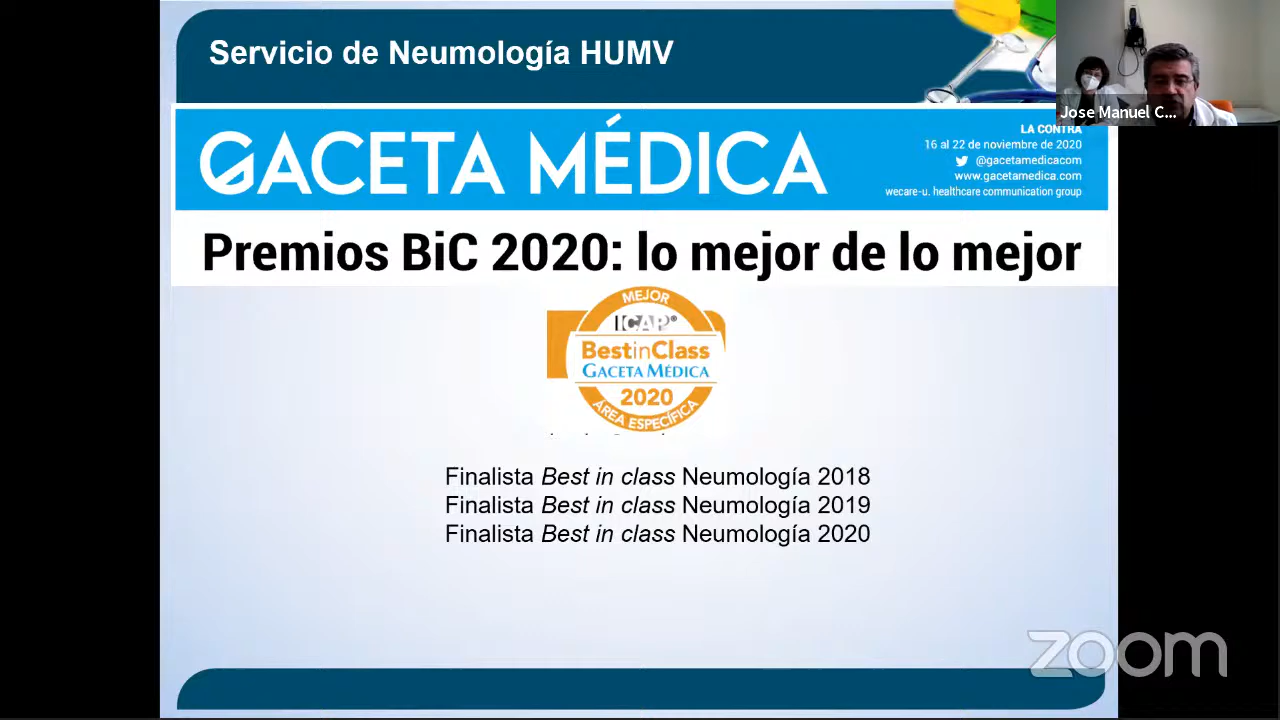 Servicio de Neumología HUMV
Jose Manuel C...
GACETA MÉDICA
LA CONTRA
16 al 22 de noviembre de 2020
@gacetamedicacom
www.gacetamedica.com
wecare-u. healthcare communication group
Premios BiC 2020: lo mejor de lo mejor
MEJOR
ICAP®
BestinClass
GACETA MÉDICA
2020
ÁREA ESPECÍFICA
Finalista Best in class Neumología 2018
Finalista Best in class Neumología 2019
Finalista Best in class Neumología 2020
zoom